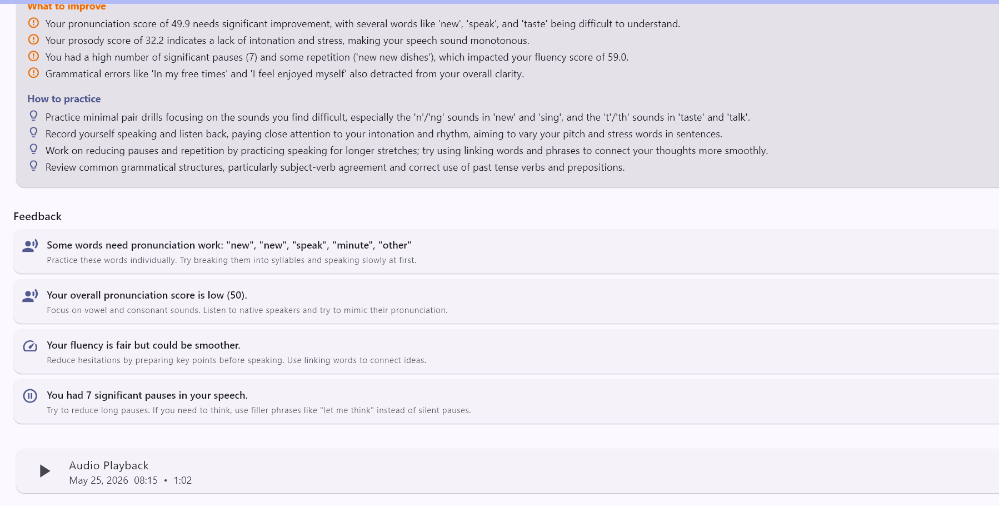 What to improve
Your pronunciation score of 49.9 needs significant improvement, with several words like 'new', 'speak', and 'taste' being difficult to understand.
Your prosody score of 32.2 indicates a lack of intonation and stress, making your speech sound monotonous.
You had a high number of significant pauses (7) and some repetition ('new new dishes'), which impacted your fluency score of 59.0.
Grammatical errors like 'In my free times' and 'I feel enjoyed myself' also detracted from your overall clarity.
How to practice
Practice minimal pair drills focusing on the sounds you find difficult, especially the 'n'/'ng' sounds in 'new' and 'sing', and the 't'/'th' sounds in 'taste' and 'talk'.
Record yourself speaking and listen back, paying close attention to your intonation and rhythm, aiming to vary your pitch and stress words in sentences.
Work on reducing pauses and repetition by practicing speaking for longer stretches; try using linking words and phrases to connect your thoughts more smoothly.
Review common grammatical structures, particularly subject-verb agreement and correct use of past tense verbs and prepositions.
Feedback
Some words need pronunciation work: "new", "new", "speak", "minute", "other"
Practice these words individually. Try breaking them into syllables and speaking slowly at first.
Your overall pronunciation score is low (50).
Focus on vowel and consonant sounds. Listen to native speakers and try to mimic their pronunciation.
Your fluency is fair but could be smoother.
Reduce hesitations by preparing key points before speaking. Use linking words to connect ideas.
You had 7 significant pauses in your speech.
Try to reduce long pauses. If you need to think, use filler phrases like "let me think" instead of silent pauses.
Audio Playback
May 25, 2026 08:15 • 1:02